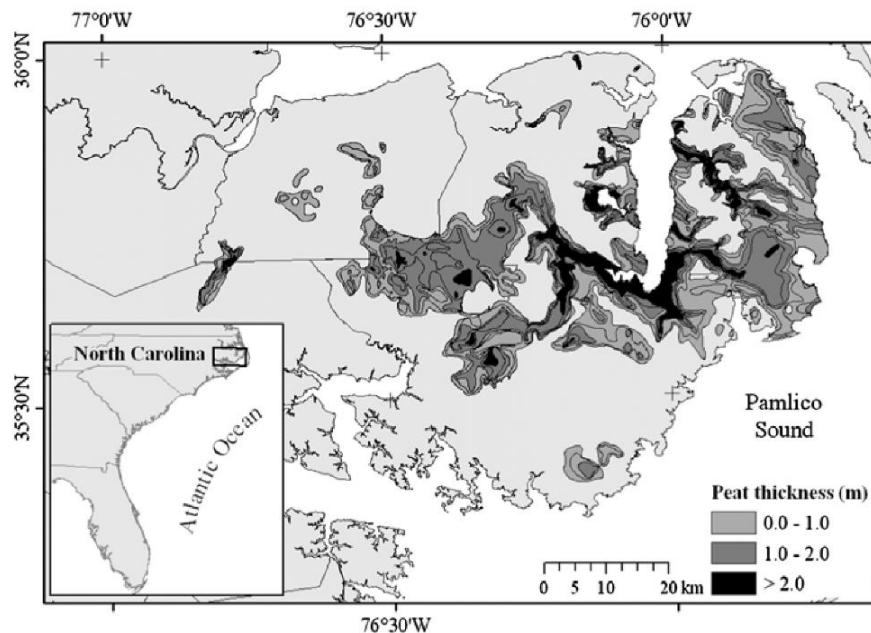 77°0'W
76°30'W
76°0'W
36°0'N
35°30'N
North Carolina
Atlantic Ocean
Pamlico
Sound
Peat thickness (m)
0.0 - 1.0
1.0 - 2.0
> 2.0
0 5 10 20 km
76°30'W